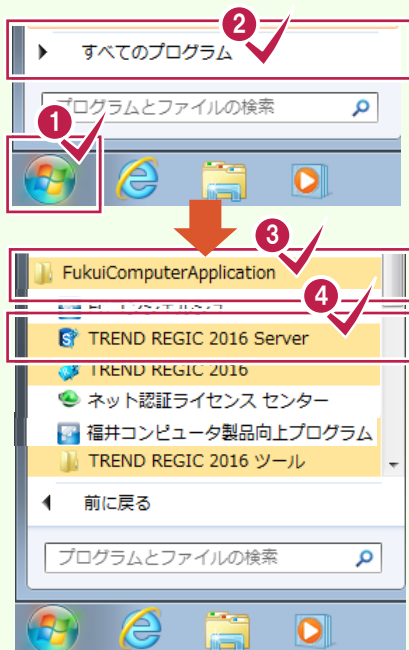 2
すべてのプログラム
プログラムとファイルの検索
1
3
FukuiComputerApplication
4
TREND REGIC 2016 Server
TREND REGIC 2016
ネット認証ライセンス センター
福井コンピュータ製品向上プログラム
TREND REGIC 2016 ツール
前に戻る
プログラムとファイルの検索